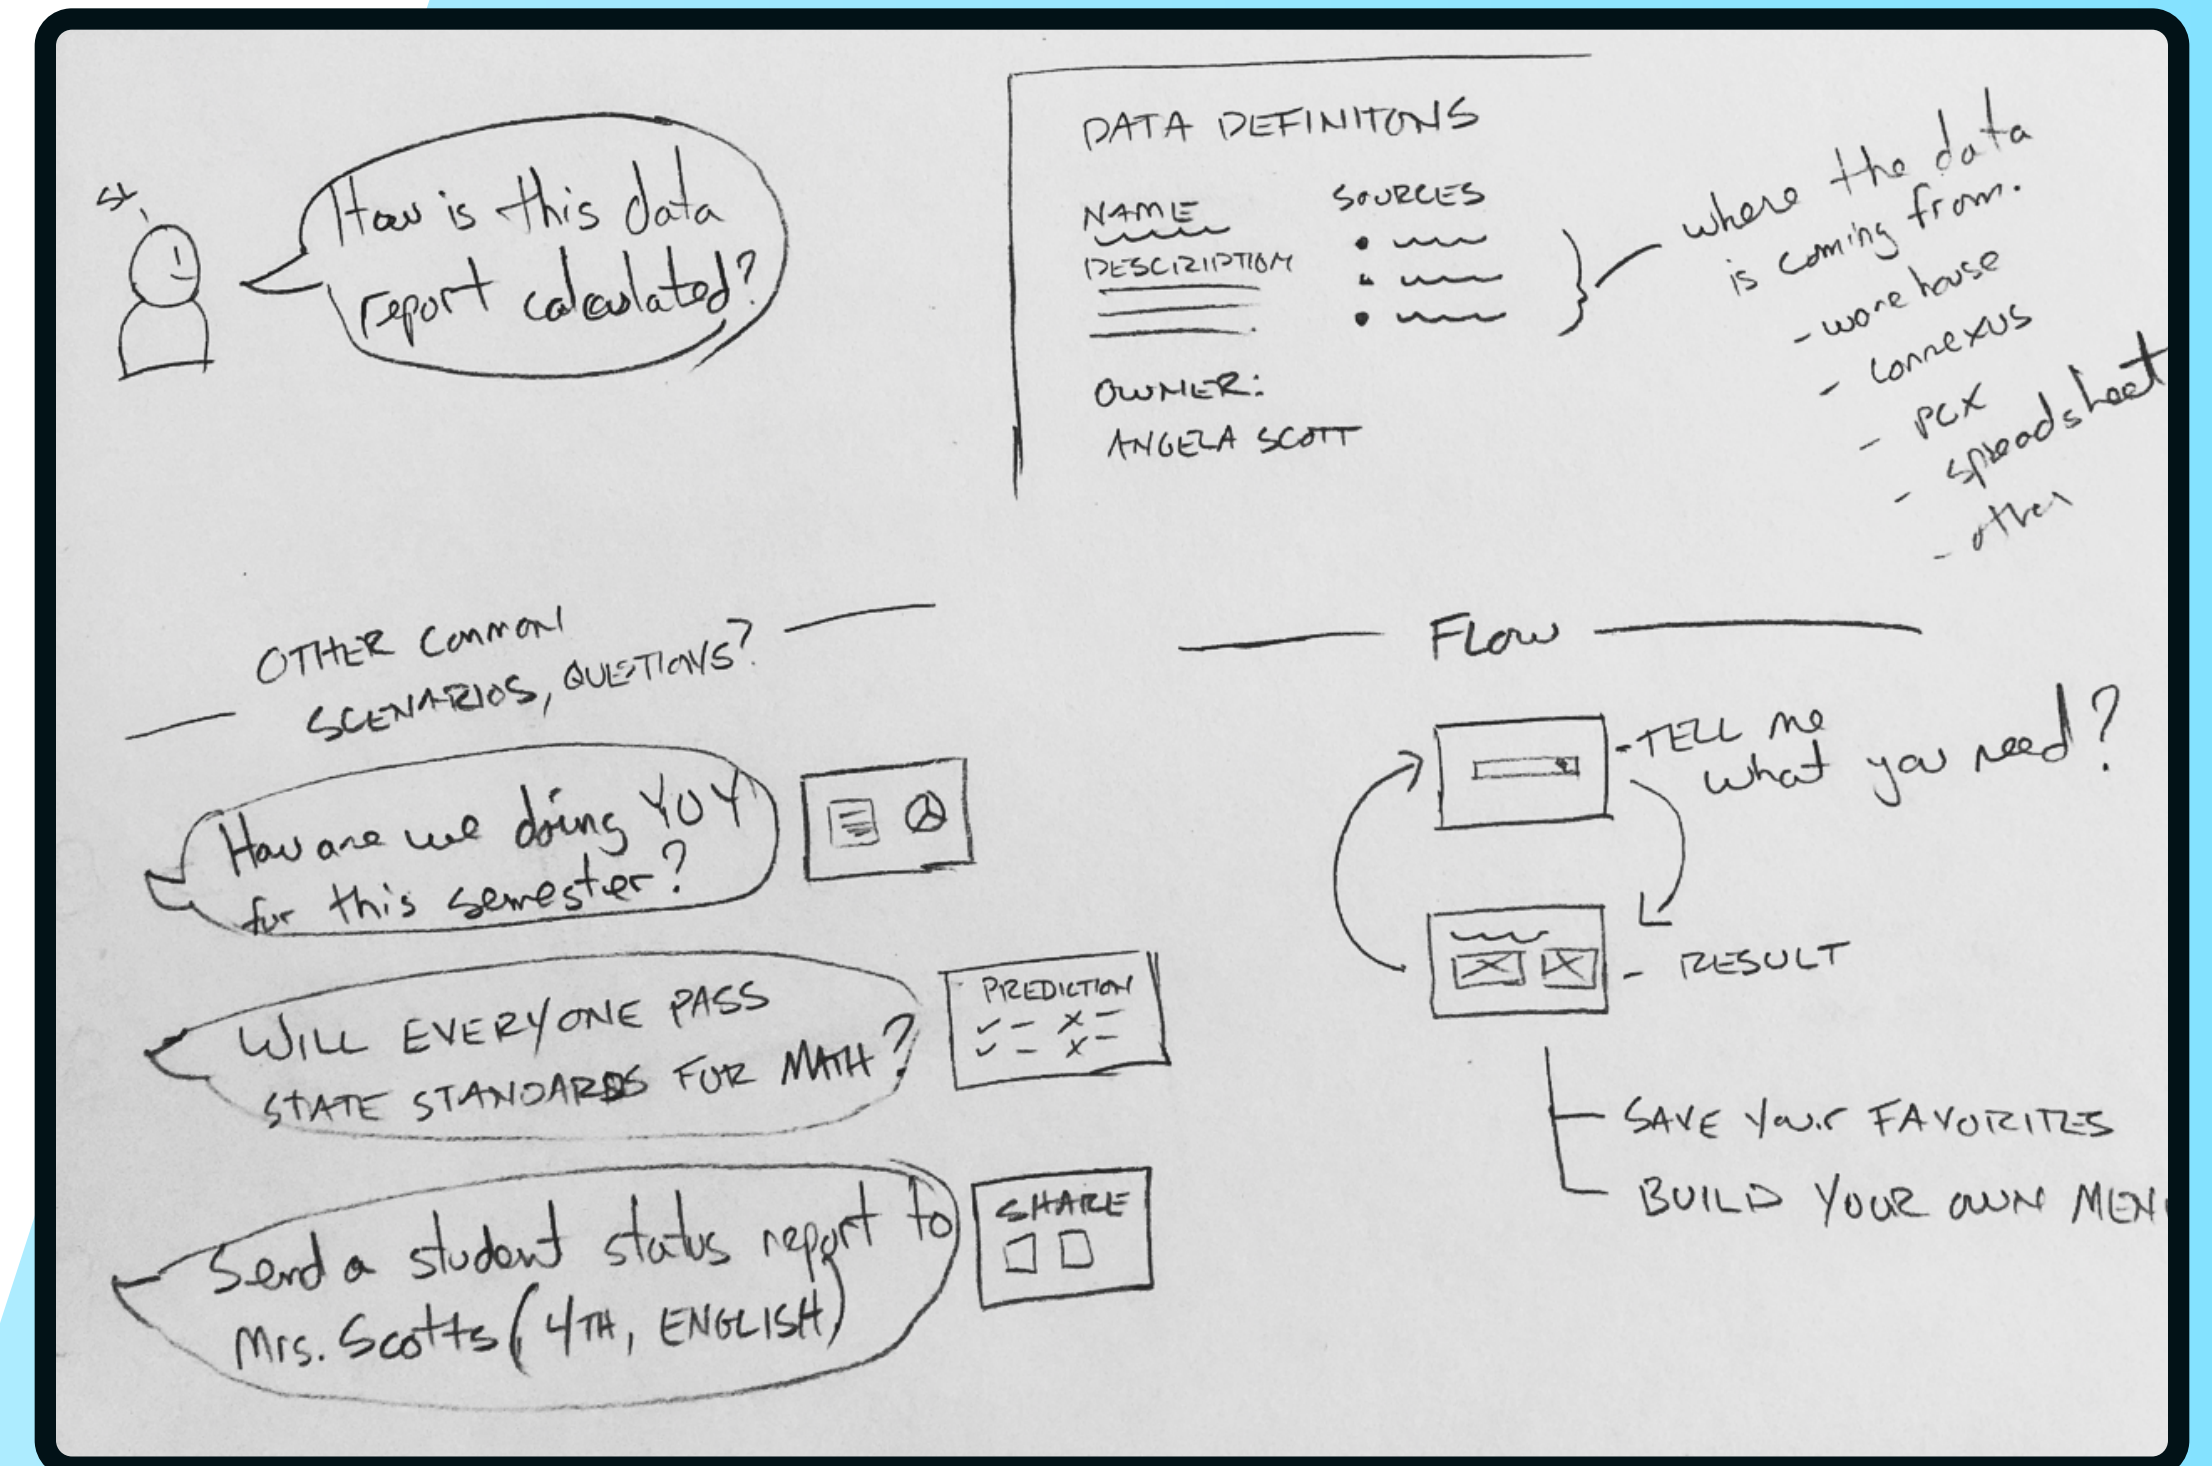 How is this data
report calculated?
DATA DEFINITONS
NAME
DESCRIPTION
OWNER:
ANGELA SCOTT
SOURCES
where the data
is coming from.
- warehouse
- Connexus
- PCX
- spreadsheet
- other
OTHER COMMON
SCENARIOS, QUESTIONS?
How are we doing YOY
for this semester?
WILL EVERYONE PASS
STATE STANDARDS FOR MATH?
PREDICTION
Send a student status report to
Mrs. Scotts (4TH, ENGLISH)
SHARE
FLOW
- TELL me
what you need?
- RESULT
SAVE YOUR FAVORITES
BUILD YOUR OWN MEN